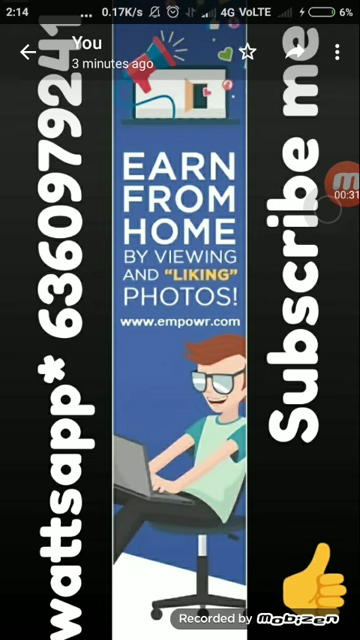 2:14 ... 0.17K/s 4G VoLTE 6%
You
3 minutes ago
wattsapp* 6360979241
EARN
FROM
HOME
BY VIEWING
AND "LIKING"
PHOTOS!
www.empowr.com
Subscribe me
00:31
Recorded by Mobizen